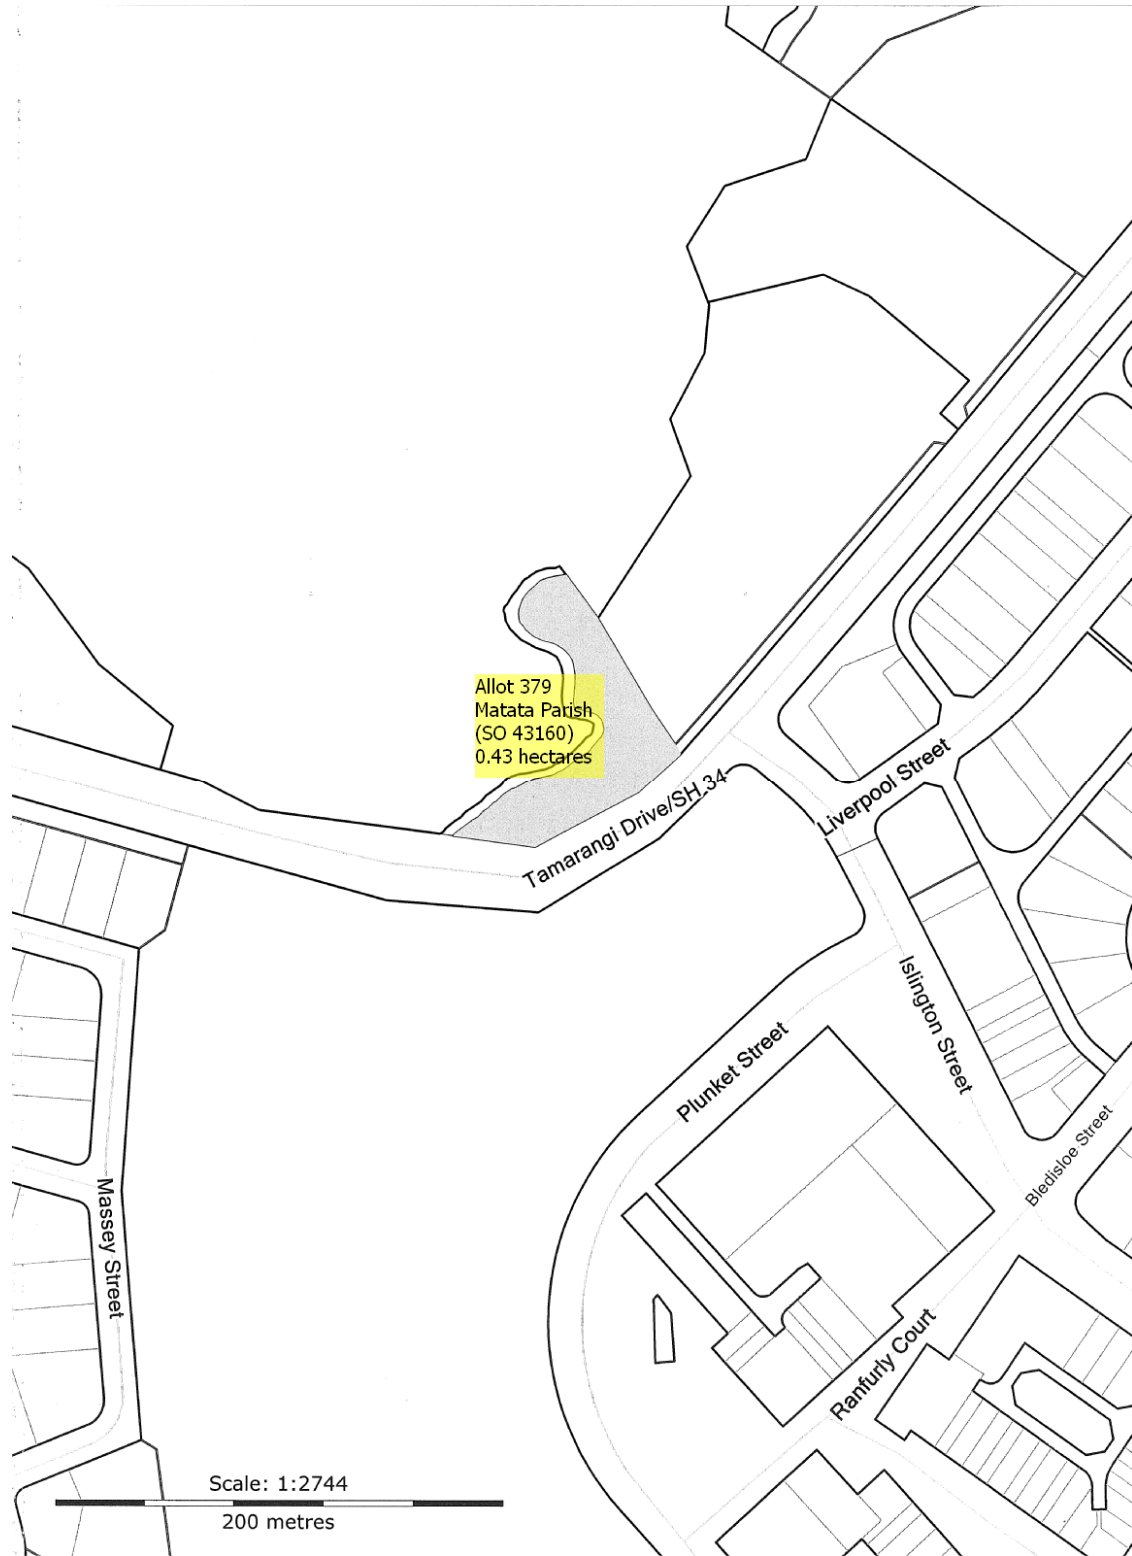 Allot 379
Matata Parish
(SO 43160)
0.43 hectares
Tamarangi Drive/SH 34
Liverpool Street
Islington Street
Plunket Street
Bledisloe Street
Massey Street
Ranfurly Court
Scale: 1:2744
200 metres